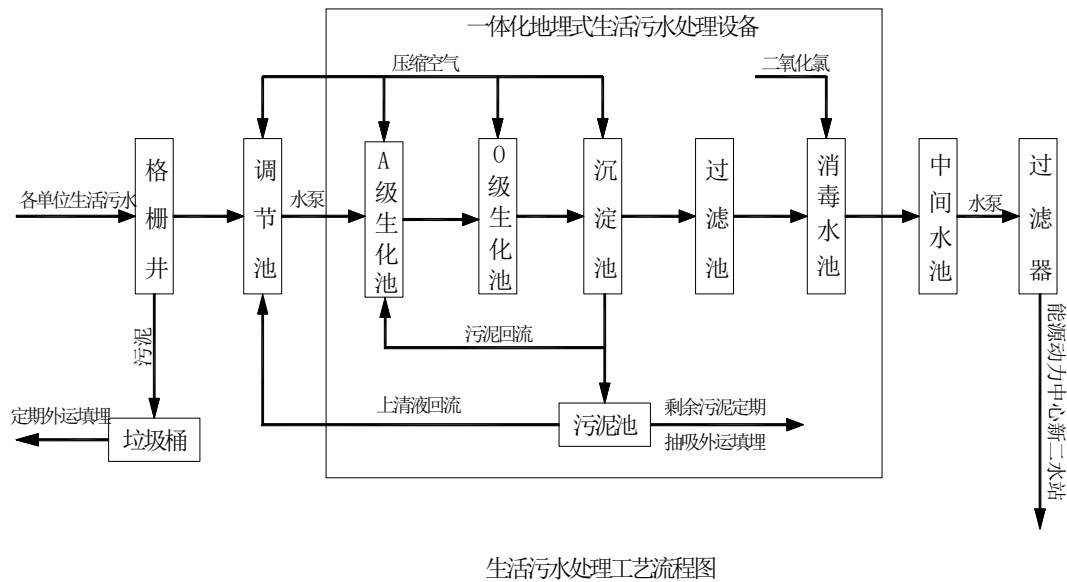 一体化地埋式生活污水处理设备
压缩空气
二氧化氯
各单位生活污水
格栅井
调节池
水泵
A级生化池
O级生化池
沉淀池
过滤池
消毒水池
中间水池
水泵
过滤器
污泥
污泥回流
定期外运填埋
垃圾桶
上清液回流
污泥池
剩余污泥定期
抽吸外运填埋
能源动力中心新二水站
生活污水处理工艺流程图